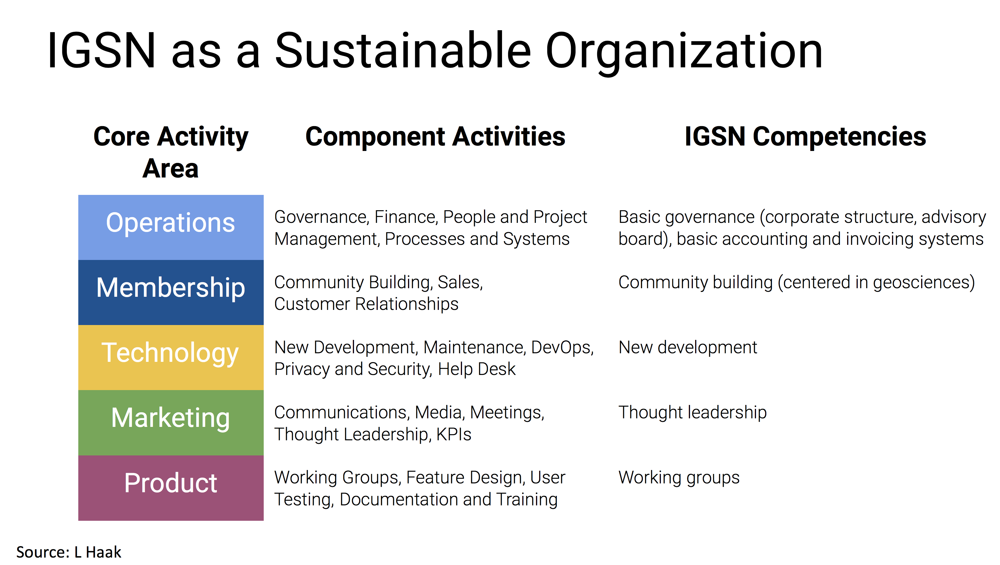 IGSN as a Sustainable Organization
Core Activity
Area
Component Activities
IGSN Competencies
Operations
Governance, Finance, People and Project
Management, Processes and Systems
Basic governance (corporate structure, advisory
board), basic accounting and invoicing systems
Membership
Community Building, Sales,
Customer Relationships
Community building (centered in geosciences)
Technology
New Development, Maintenance, DevOps,
Privacy and Security, Help Desk
New development
Marketing
Communications, Media, Meetings,
Thought Leadership, KPIs
Thought leadership
Product
Working Groups, Feature Design, User
Testing, Documentation and Training
Working groups
Source: L Haak